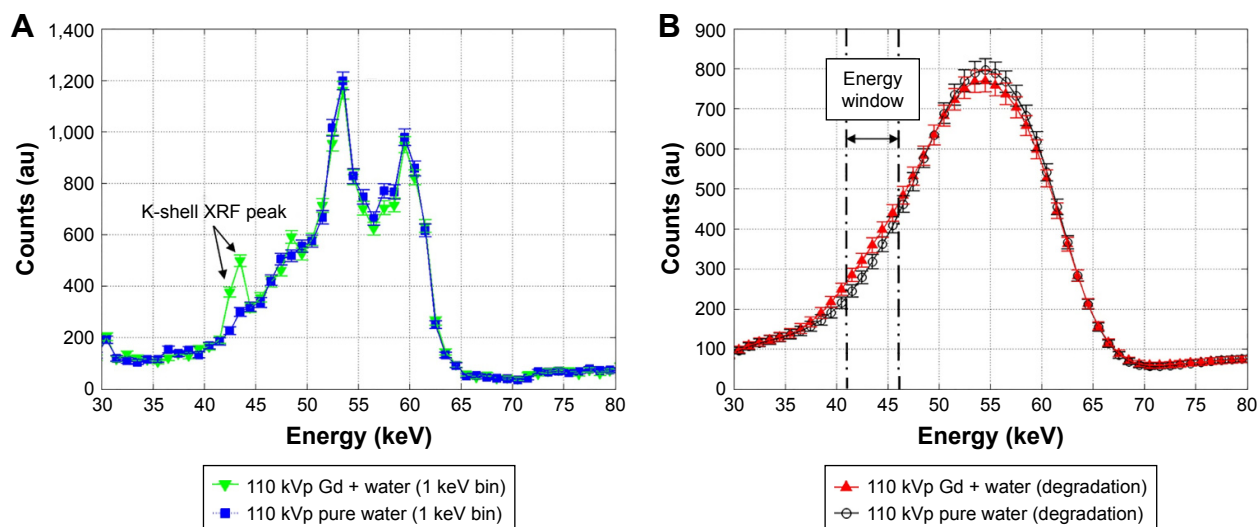 A
1,400
1,200
1,000
800
600
400
200
0
Counts (au)
K-shell XRF peak
30 35 40 45 50 55 60 65 70 75 80
Energy (keV)
110 kVp Gd + water (1 keV bin)
110 kVp pure water (1 keV bin)
B
900
800
700
600
500
400
300
200
100
0
Counts (au)
Energy
window
30 35 40 45 50 55 60 65 70 75 80
Energy (keV)
110 kVp Gd + water (degradation)
110 kVp pure water (degradation)